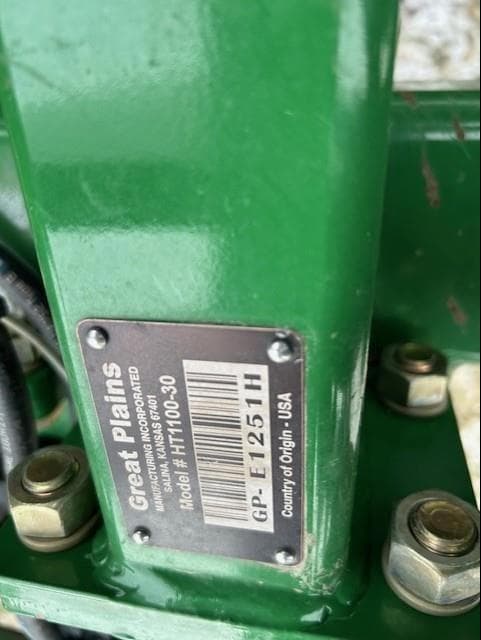 Great Plains
MANUFACTURING INCORPORATED
SALINA, KANSAS 67401
Model # HT1100-30
GP- E1251H
Country of Origin - USA